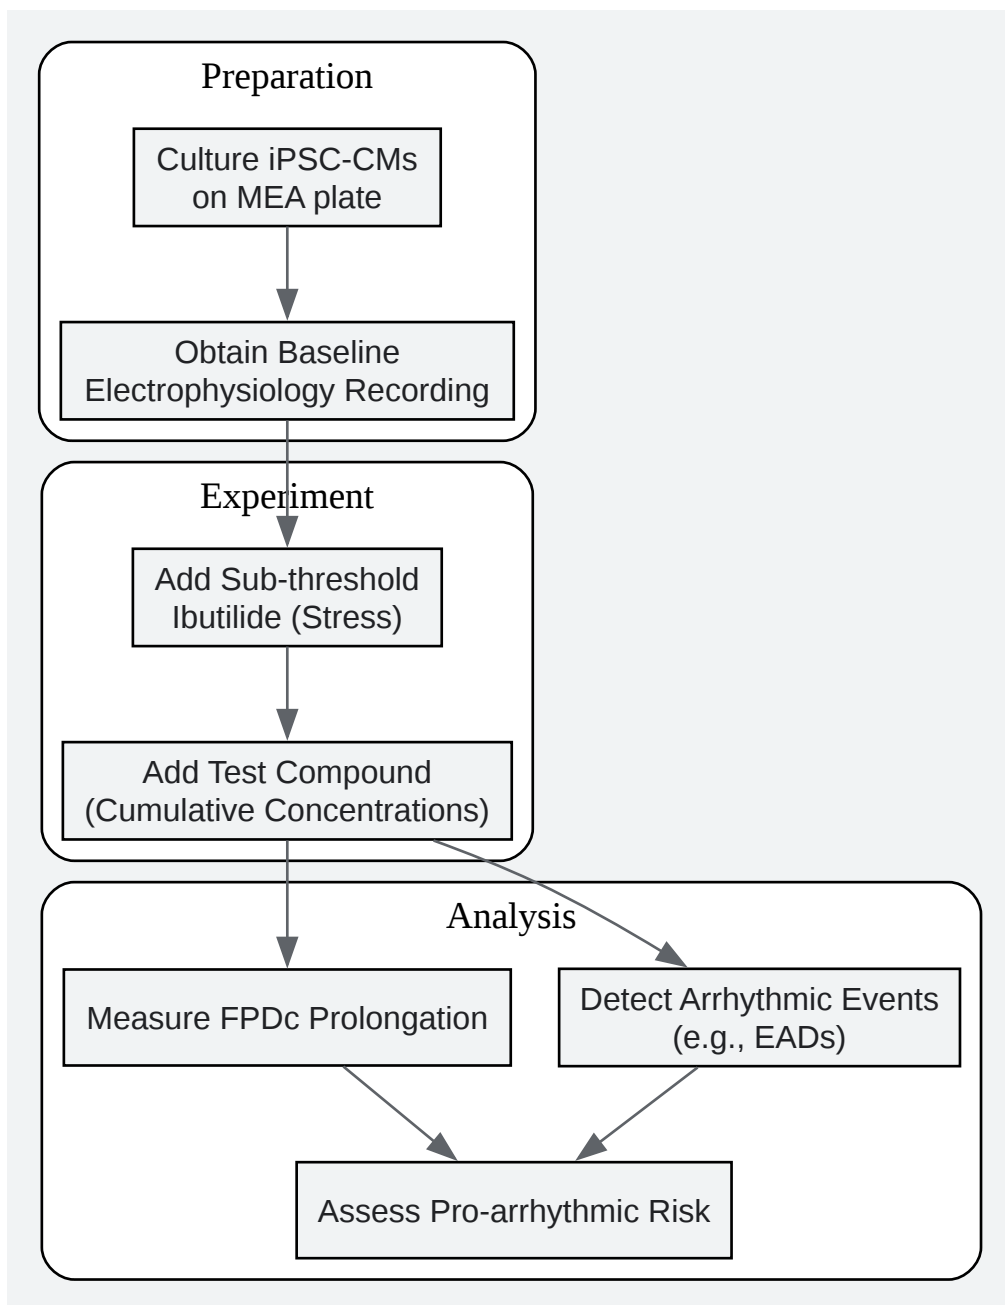 Preparation
Culture iPSC-CMs
on MEA plate
Obtain Baseline
Electrophysiology Recording
Experiment
Add Sub-threshold
Ibutilide (Stress)
Add Test Compound
(Cumulative Concentrations)
Analysis
Measure FPDc Prolongation
Detect Arrhythmic Events
(e.g., EADs)
Assess Pro-arrhythmic Risk